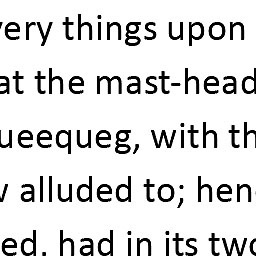 very things upon
at the mast-head
ueequeg, with th
alluded to; hen
ed, had in its two